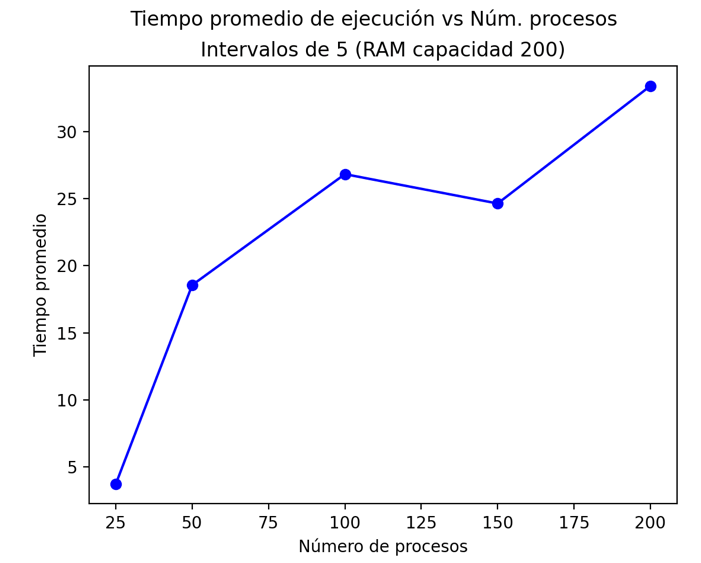 Tiempo promedio de ejecución vs Núm. procesos
Intervalos de 5 (RAM capacidad 200)
Tiempo promedio
30
25
20
15
10
5
25 50 75 100 125 150 175 200
Número de procesos